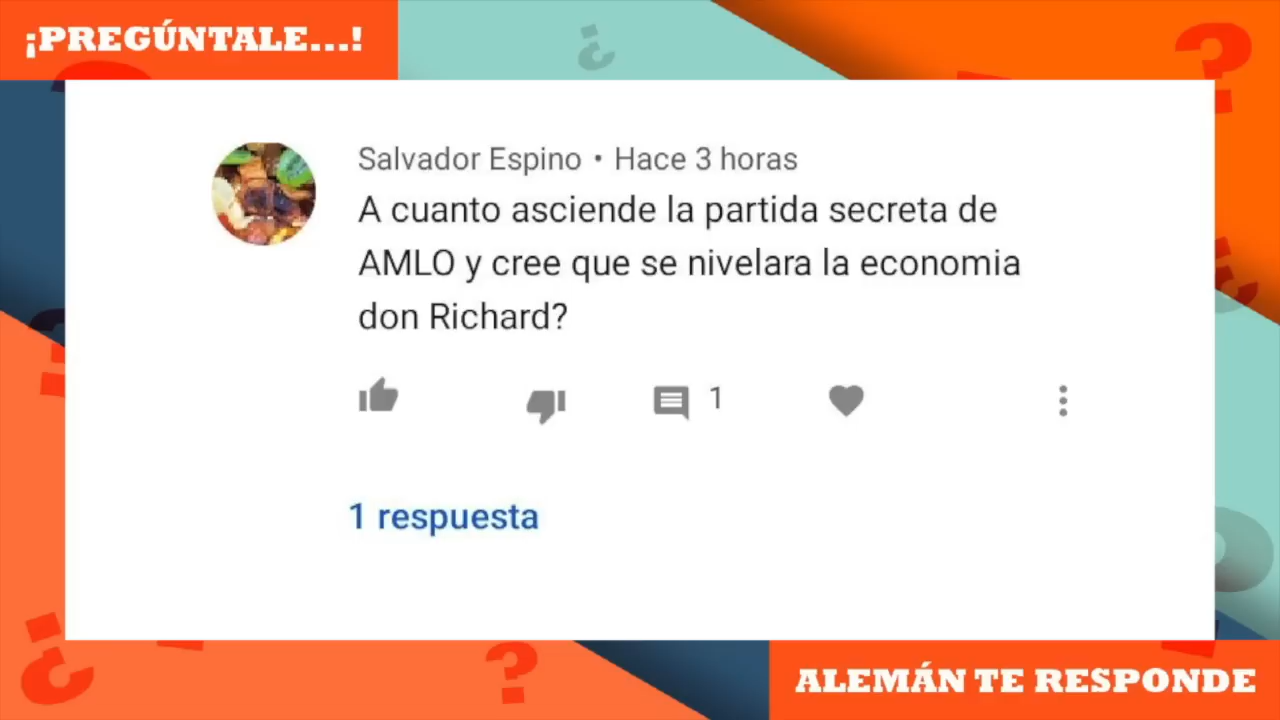 ¡PREGÚNTALE...!
Salvador Espino • Hace 3 horas
A cuanto asciende la partida secreta de
AMLO y cree que se nivelara la economia
don Richard?
1
1 respuesta
ALEMÁN TE RESPONDE